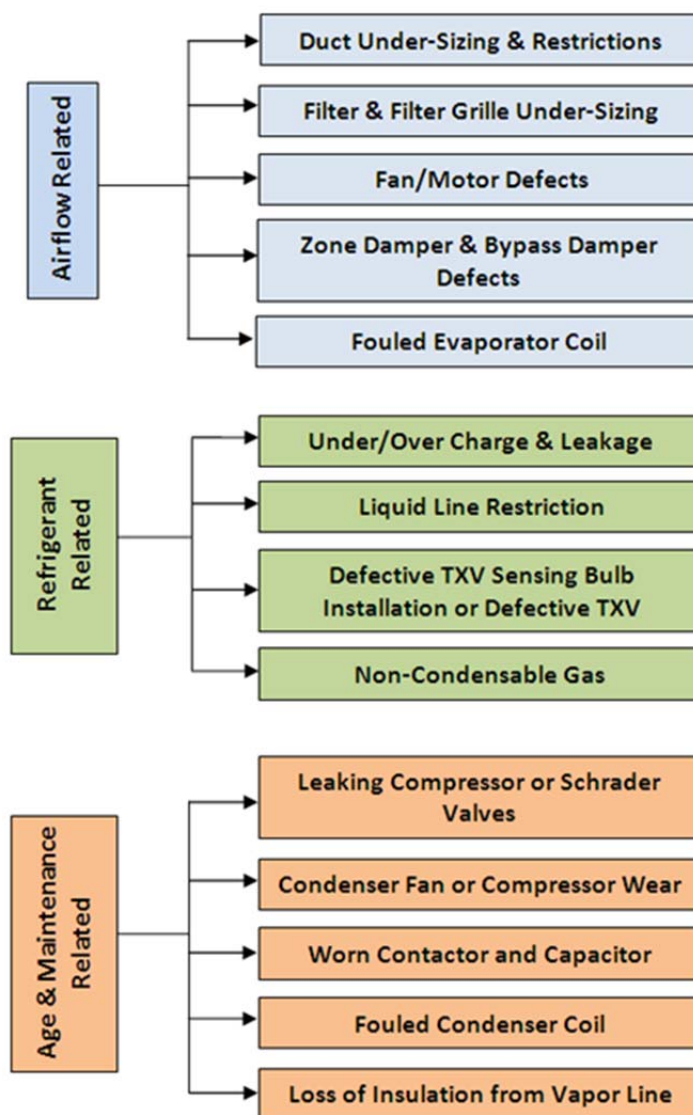 Airflow Related
Duct Under-Sizing & Restrictions
Filter & Filter Grille Under-Sizing
Fan/Motor Defects
Zone Damper & Bypass Damper
Defects
Fouled Evaporator Coil
Refrigerant
Related
Under/Over Charge & Leakage
Liquid Line Restriction
Defective TXV Sensing Bulb
Installation or Defective TXV
Non-Condensable Gas
Age & Maintenance
Related
Leaking Compressor or Schrader
Valves
Condenser Fan or Compressor Wear
Worn Contactor and Capacitor
Fouled Condenser Coil
Loss of Insulation from Vapor Line